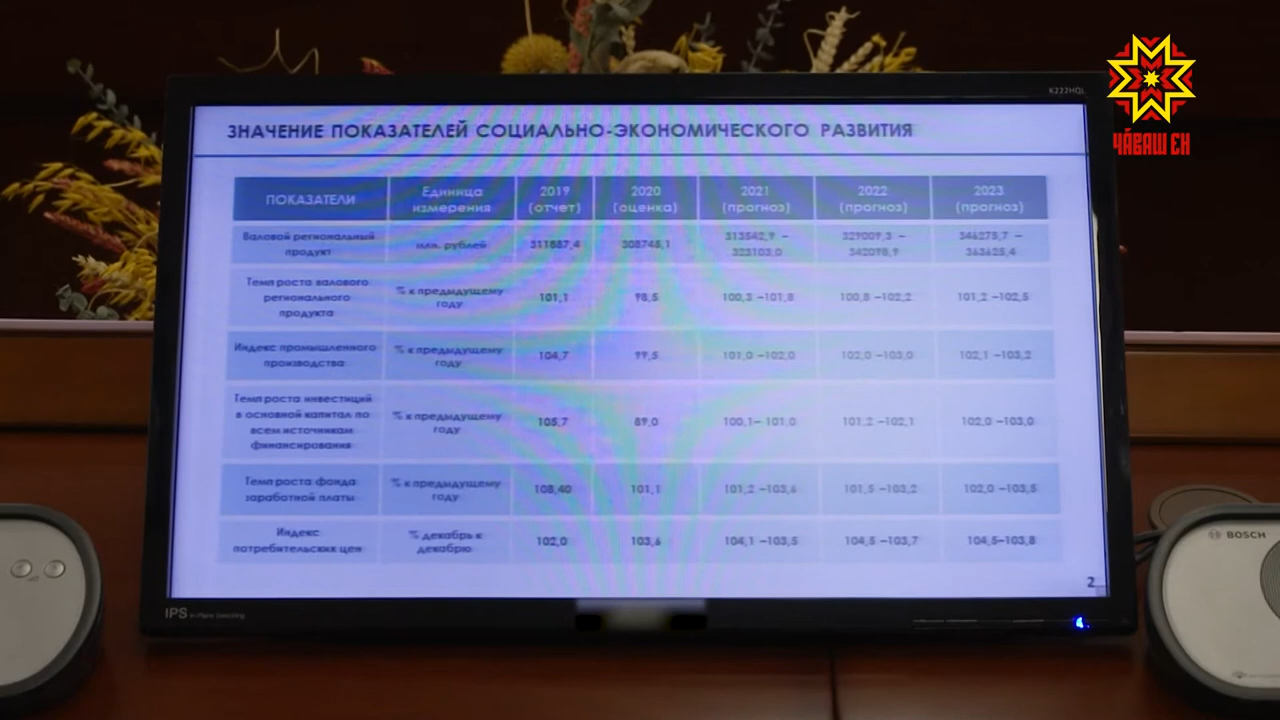 K222HQL
ЧӐВАШ ЕН
ЗНАЧЕНИЕ ПОКАЗАТЕЛЕЙ СОЦИАЛЬНО-ЭКОНОМИЧЕСКОГО РАЗВИТИЯ
ПОКАЗАТЕЛИ
Единица
измерения
2019
(отчет)
2020
(оценка)
2021
(прогноз)
2022
(прогноз)
2023
(прогноз)
Валовой региональный
продукт
млн. рублей
311887,4
308748,1
313542,9 –
323103,0
329009,3 –
342098,9
346275,7 –
363625,4
Темп роста валового
регионального
продукта
% к предыдущему
году
101,1
98,5
100,3 –101,8
100,8 –102,2
101,2 –102,5
Индекс промышленного
производства
% к предыдущему
году
104,7
99,5
101,0 –102,0
102,0 –103,0
102,1 –103,2
Темп роста инвестиций
в основной капитал по
всем источникам
финансирования
% к предыдущему
году
105,7
89,0
100,1– 101,0
101,2 –102,1
102,0 –103,0
Темп роста фонда
заработной платы
% к предыдущему
году
108,40
101,1
101,2 –103,6
101,5 –103,2
102,0 –103,5
Индекс
потребительских цен
% декабрь к
декабрю
102,0
103,6
104,1 –103,5
104,5 –103,7
104,5–103,8
2
IPS
BOSCH